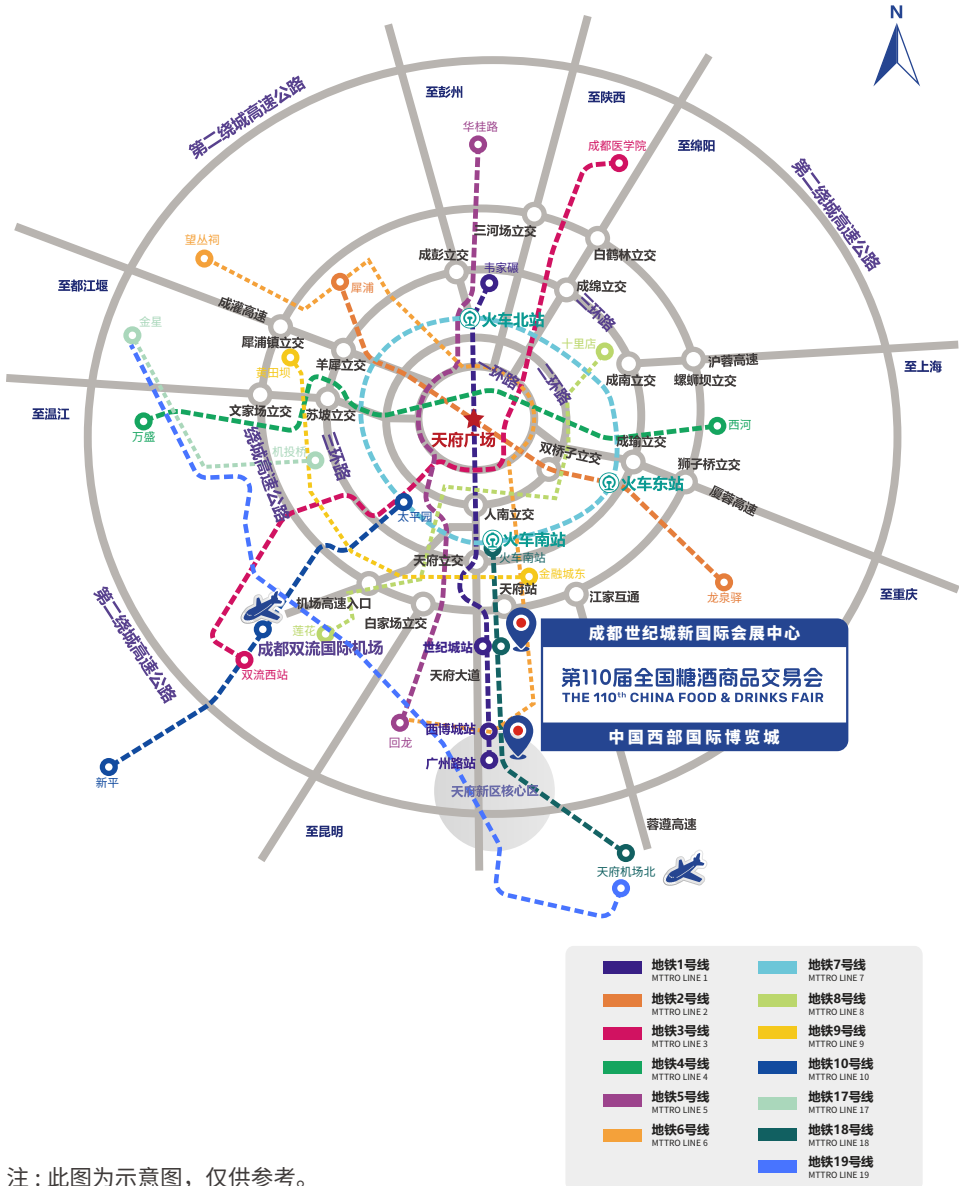 N
第二绕城高速公路
至彭州
至陕西
至绵阳
华桂路
成都医学院
第二绕城高速公路
望丛祠
三河场立交
白鹤林立交
成彭立交
韦家碾
至都江堰
犀浦
成绵立交
三环路
成灌高速
金星
火车北站
犀浦镇立交
十里店
羊犀立交
沪蓉高速
至上海
黄田坝
一环路
二环路
成南立交
螺蛳坝立交
至温江
文家场立交
苏坡立交
万盛
西河
天府广场
成瑜立交
绕城高速公路
三环路
机投桥
双桥子立交
狮子桥立交
火车东站
厦蓉高速
太平园
人南立交
火车南站
火车南站
天府立交
金融城东
天府站
龙泉驿
至重庆
江家互通
机场高速入口
白家场立交
第二绕城高速公路
莲花
成都双流国际机场
世纪城站
双流西站
天府大道
成都世纪城新国际会展中心
第110届全国糖酒商品交易会
THE 110th CHINA FOOD & DRINKS FAIR
中国西部国际博览城
西博城站
回龙
广州路站
新平
天府新区核心区
至昆明
蓉遵高速
天府机场北
地铁1号线
MTTRO LINE 1
地铁7号线
MTTRO LINE 7
地铁2号线
MTTRO LINE 2
地铁8号线
MTTRO LINE 8
地铁3号线
MTTRO LINE 3
地铁9号线
MTTRO LINE 9
地铁4号线
MTTRO LINE 4
地铁10号线
MTTRO LINE 10
地铁5号线
MTTRO LINE 5
地铁17号线
MTTRO LINE 17
地铁6号线
MTTRO LINE 6
地铁18号线
MTTRO LINE 18
地铁19号线
MTTRO LINE 19
注：此图为示意图，仅供参考。